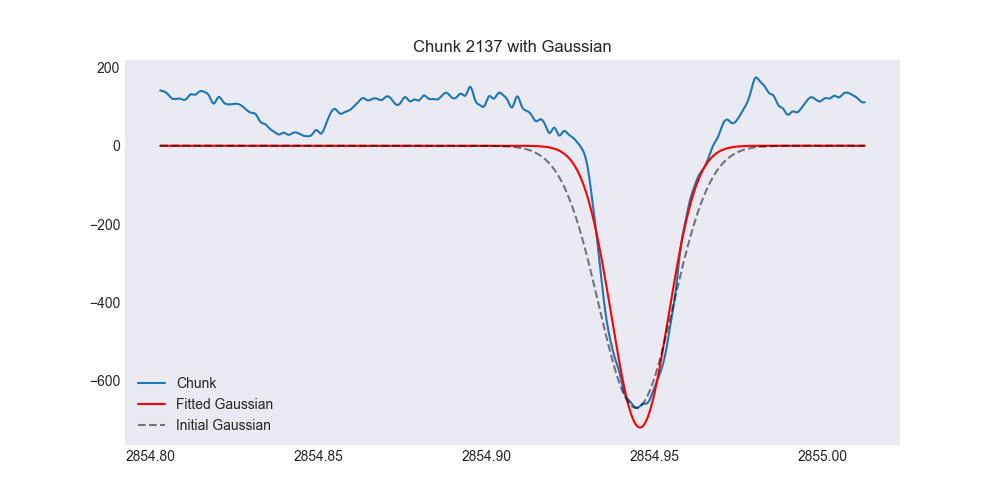 Chunk 2137 with Gaussian
200
0
−200
−400
−600
Chunk
Fitted Gaussian
Initial Gaussian
2854.80 2854.85 2854.90 2854.95 2855.00